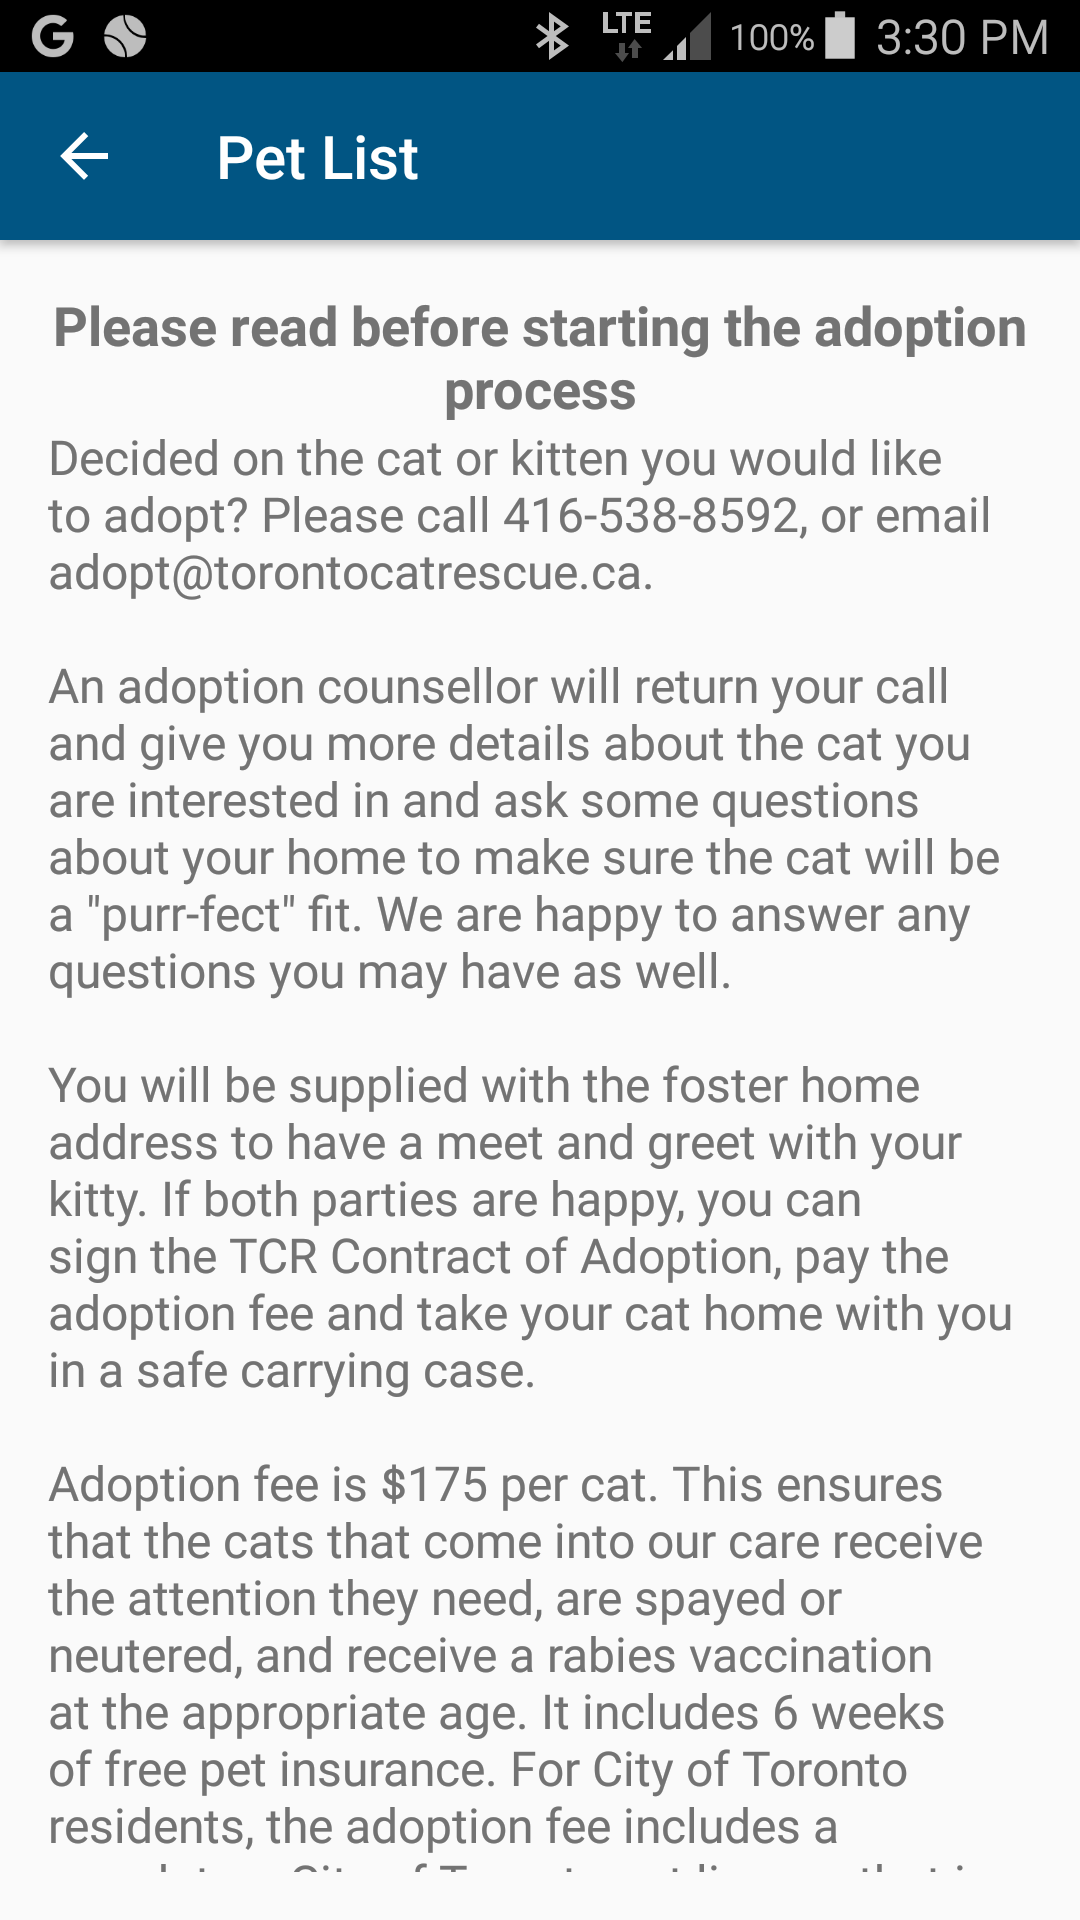 LTE 100% 3:30 PM
Pet List
Please read before starting the adoption
process
Decided on the cat or kitten you would like
to adopt? Please call 416-538-8592, or email
adopt@torontocatrescue.ca.
An adoption counsellor will return your call
and give you more details about the cat you
are interested in and ask some questions
about your home to make sure the cat will be
a "purr-fect" fit. We are happy to answer any
questions you may have as well.
You will be supplied with the foster home
address to have a meet and greet with your
kitty. If both parties are happy, you can
sign the TCR Contract of Adoption, pay the
adoption fee and take your cat home with you
in a safe carrying case.
Adoption fee is $175 per cat. This ensures
that the cats that come into our care receive
the attention they need, are spayed or
neutered, and receive a rabies vaccination
at the appropriate age. It includes 6 weeks
of free pet insurance. For City of Toronto
residents, the adoption fee includes a